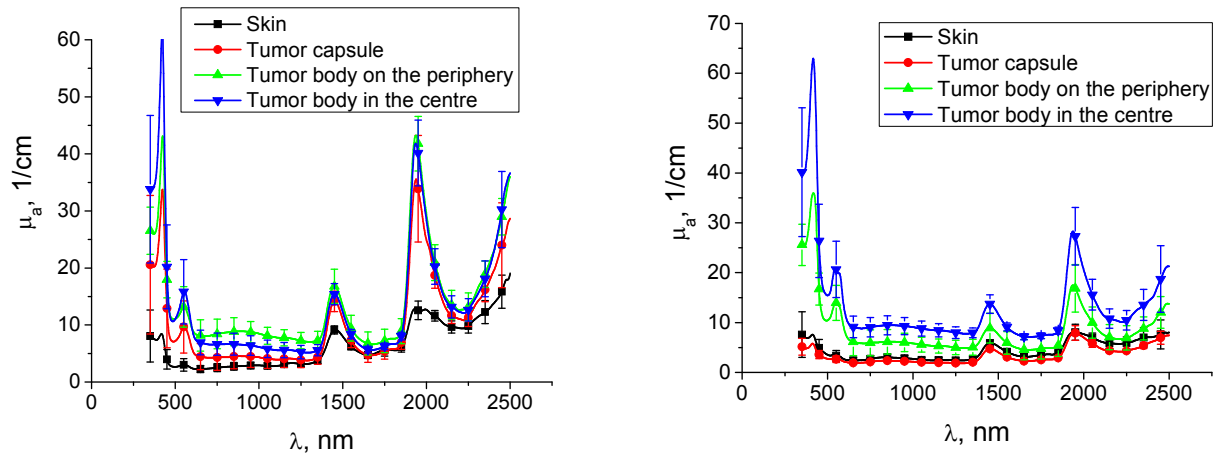 Skin
Tumor capsule
Tumor body on the periphery
Tumor body in the centre
60
50
40
30
20
10
0
μa, 1/cm
0 500 1000 1500 2000 2500
λ, nm
Skin
Tumor capsule
Tumor body on the periphery
Tumor body in the centre
70
60
50
40
30
20
10
0
μa, 1/cm
0 500 1000 1500 2000 2500
λ, nm